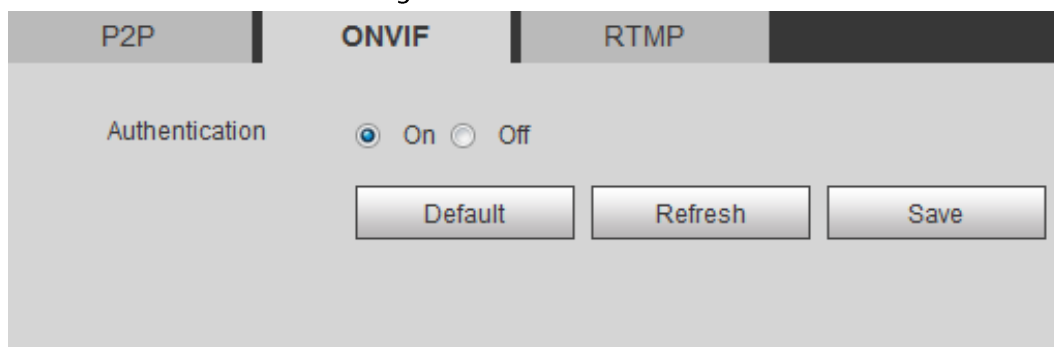 P2P ONVIF RTMP
Authentication On Off
Default Refresh Save